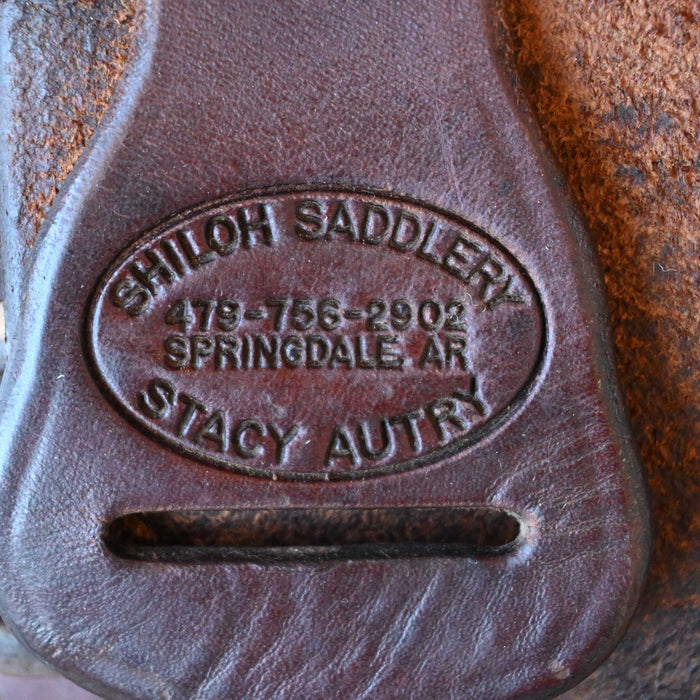 SHILOH SADDLERY
479-756-2902
SPRINGDALE, AR
STACY AUTRY